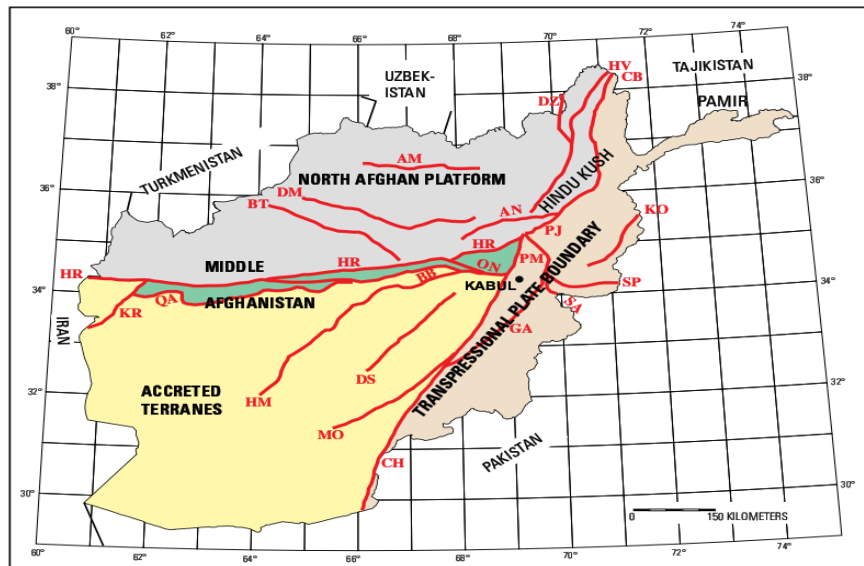 62° 64° 66° 68° 70° 72° 74°
38°
UZBEK-
ISTAN
HV
CB
TAJIKISTAN
38°
DZ
PAMIR
TURKMENISTAN
AM
NORTH AFGHAN PLATFORM
HINDU KUSH
36°
DM
BT
AN
KO
36°
PJ
HR
MIDDLE
HR
HR
ON
PM
BB
KABUL
34°
QA
AFGHANISTAN
SP
34°
KR
SA
IRAN
GA
TRANSPRESSIONAL PLATE BOUNDARY
32°
ACCRETED
TERRANES
DS
HM
32°
MO
PAKISTAN
CH
30°
30°
0 150 KILOMETERS
60° 62° 64° 66° 68° 70° 72° 74°